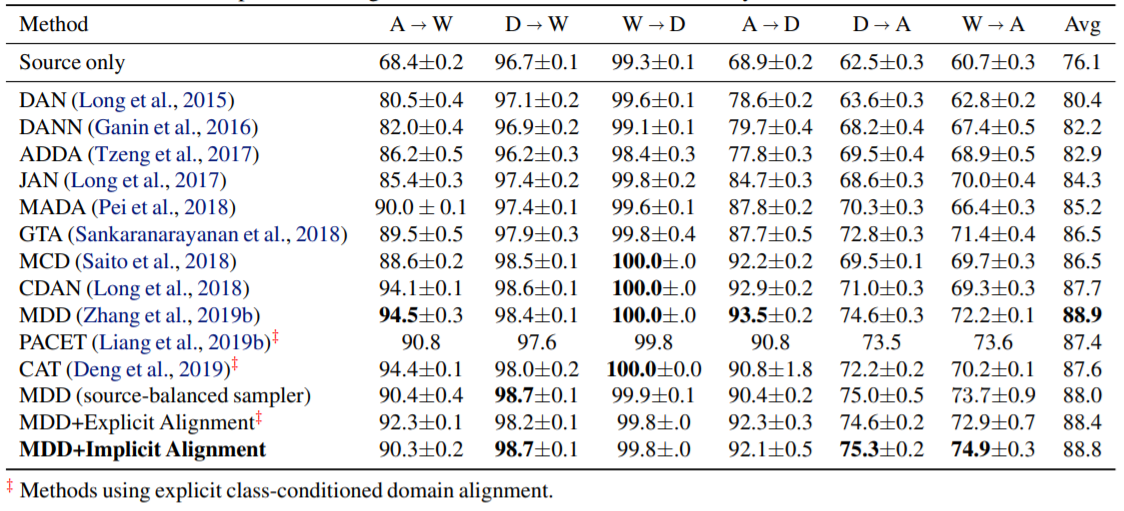 Method A → W D → W W → D A → D D → A W → A Avg
Source only 68.4±0.2 96.7±0.1 99.3±0.1 68.9±0.2 62.5±0.3 60.7±0.3 76.1
DAN (Long et al., 2015) 80.5±0.4 97.1±0.2 99.6±0.1 78.6±0.2 63.6±0.3 62.8±0.2 80.4
DANN (Ganin et al., 2016) 82.0±0.4 96.9±0.2 99.1±0.1 79.7±0.4 68.2±0.4 67.4±0.5 82.2
ADDA (Tzeng et al., 2017) 86.2±0.5 96.2±0.3 98.4±0.3 77.8±0.3 69.5±0.4 68.9±0.5 82.9
JAN (Long et al., 2017) 85.4±0.3 97.4±0.2 99.8±0.2 84.7±0.3 68.6±0.3 70.0±0.4 84.3
MADA (Pei et al., 2018) 90.0 ± 0.1 97.4±0.1 99.6±0.1 87.8±0.2 70.3±0.3 66.4±0.3 85.2
GTA (Sankaranarayanan et al., 2018) 89.5±0.5 97.9±0.3 99.8±0.4 87.7±0.5 72.8±0.3 71.4±0.4 86.5
MCD (Saito et al., 2018) 88.6±0.2 98.5±0.1 100.0±.0 92.2±0.2 69.5±0.1 69.7±0.3 86.5
CDAN (Long et al., 2018) 94.1±0.1 98.6±0.1 100.0±.0 92.9±0.2 71.0±0.3 69.3±0.3 87.7
MDD (Zhang et al., 2019b) 94.5±0.3 98.4±0.1 100.0±.0 93.5±0.2 74.6±0.3 72.2±0.1 88.9
PACET (Liang et al., 2019b)‡ 90.8 97.6 99.8 90.8 73.5 73.6 87.4
CAT (Deng et al., 2019)‡ 94.4±0.1 98.0±0.2 100.0±0.0 90.8±1.8 72.2±0.2 70.2±0.1 87.6
MDD (source-balanced sampler) 90.4±0.4 98.7±0.1 99.9±0.1 90.4±0.2 75.0±0.5 73.7±0.9 88.0
MDD+Explicit Alignment‡ 92.3±0.1 98.2±0.1 99.8±.0 92.3±0.3 74.6±0.2 72.9±0.7 88.4
MDD+Implicit Alignment 90.3±0.2 98.7±0.1 99.8±.0 92.1±0.5 75.3±0.2 74.9±0.3 88.8
‡ Methods using explicit class-conditioned domain alignment.